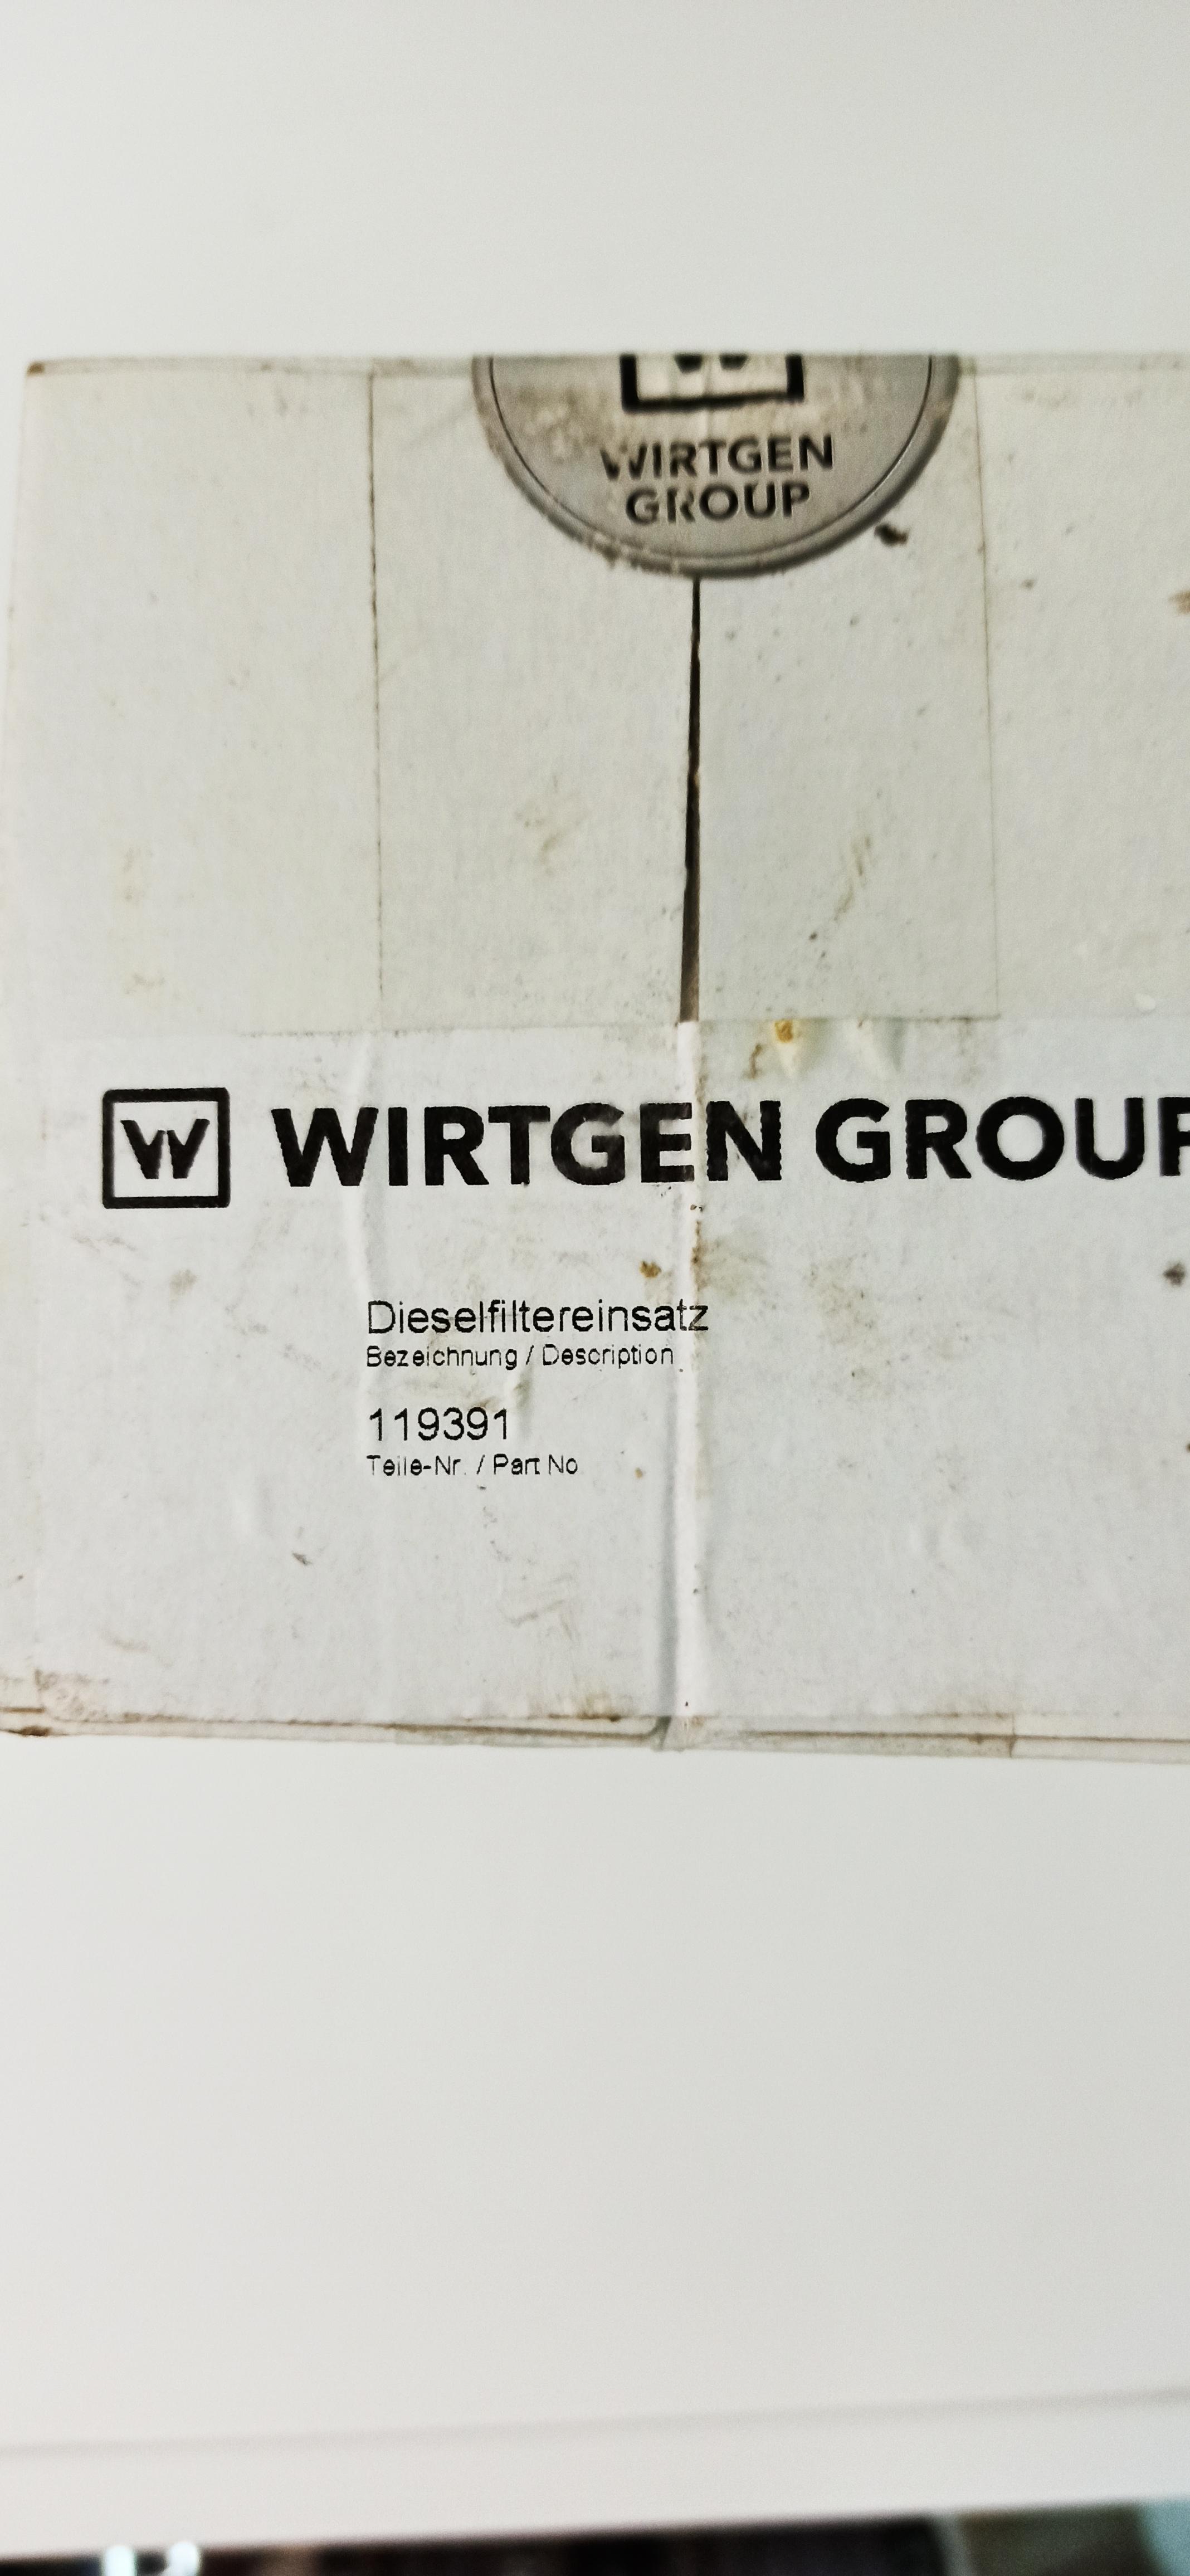 WIRTGEN
GROUP
WIRTGEN GROUP
Dieselfiltereinsatz
Bezeichnung / Description
119391
Teile-Nr. / Part No